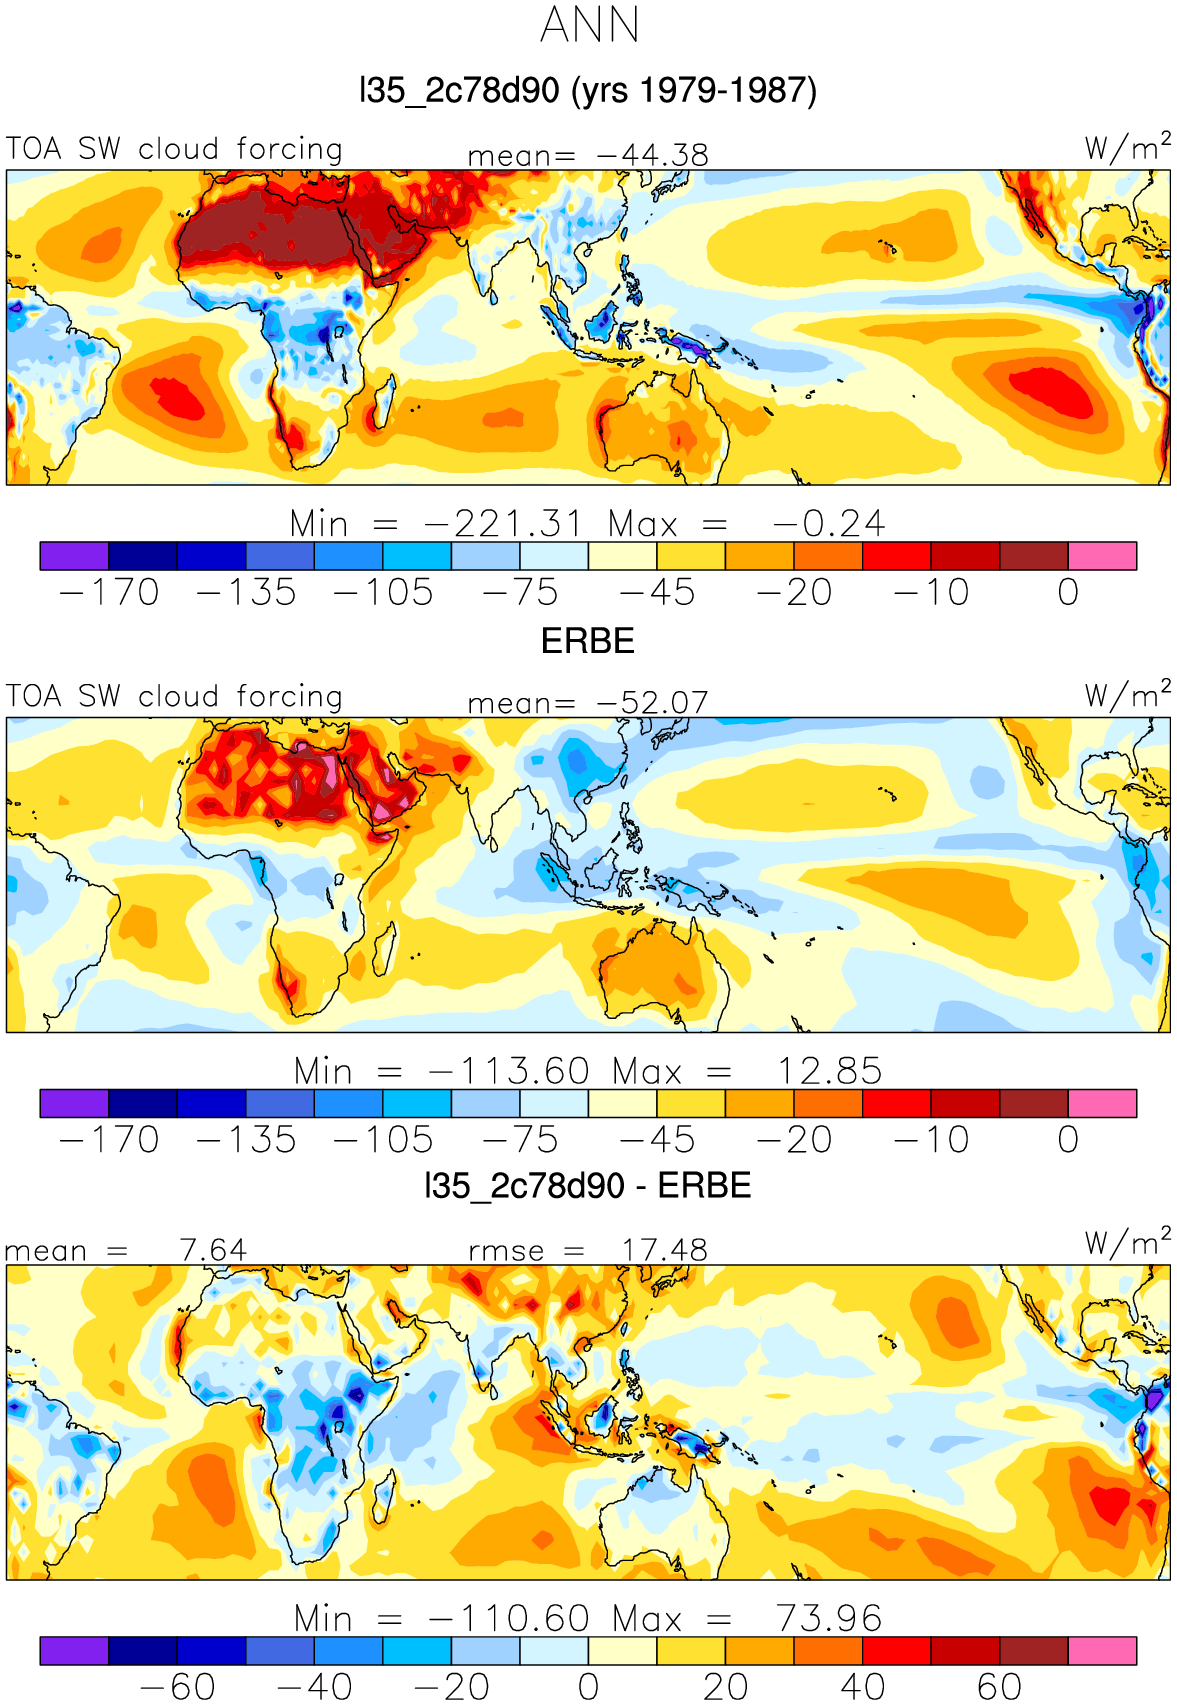 ANN
l35_2c78d90 (yrs 1979-1987)
TOA SW cloud forcing mean= −44.38 W/m²
Min = −221.31 Max = −0.24
−170 −135 −105 −75 −45 −20 −10 0
ERBE
TOA SW cloud forcing mean= −52.07 W/m²
Min = −113.60 Max = 12.85
−170 −135 −105 −75 −45 −20 −10 0
l35_2c78d90 - ERBE
mean = 7.64 rmse = 17.48 W/m²
Min = −110.60 Max = 73.96
−60 −40 −20 0 20 40 60